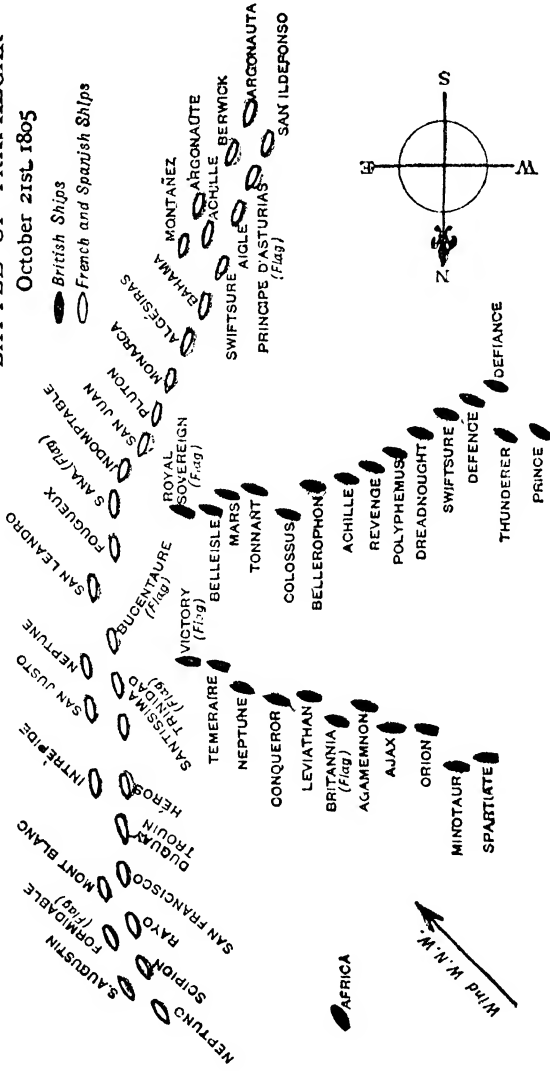 BATTLE OF TRAFALGAR
October 21st 1805
British Ships
French and Spanish Ships
NEPTUNO
SCIPION
S. AUGUSTIN
RAYO
FORMIDABLE
(Flag)
SAN FRANCISCO
MONT BLANC
DUGUAY
TROUIN
HÉROS
INTRÉPIDE
SANTISSIMA
TRINIDAD
(Flag)
SAN JUSTO
NEPTUNE
BUCENTAURE
(Flag)
SAN LEANDRO
FOUGUEUX
S ANA (Flag)
INDOMPTABLE
SAN JUAN
PLUTON
MONARCA
ALGESIRAS
BAHAMA
MONTAÑEZ
ARGONAUTE
ACHILLE
BERWICK
ARGONAUTA
SAN ILDEFONSO
SWIFTSURE
AIGLE
PRINCIPE D'ASTURIAS
(Flag)
ROYAL
SOVEREIGN
(Flag)
BELLEISLE
MARS
TONNANT
COLOSSUS
BELLEROPHON
ACHILLE
REVENGE
POLYPHEMUS
DREADNOUGHT
SWIFTSURE
DEFENCE
DEFIANCE
THUNDERER
PRINCE
VICTORY
(Flag)
TEMERAIRE
NEPTUNE
CONQUEROR
LEVIATHAN
BRITANNIA
(Flag)
AGAMEMNON
AJAX
ORION
MINOTAUR
SPARTIATE
AFRICA
Wind W.N.W.
E
N
S
W